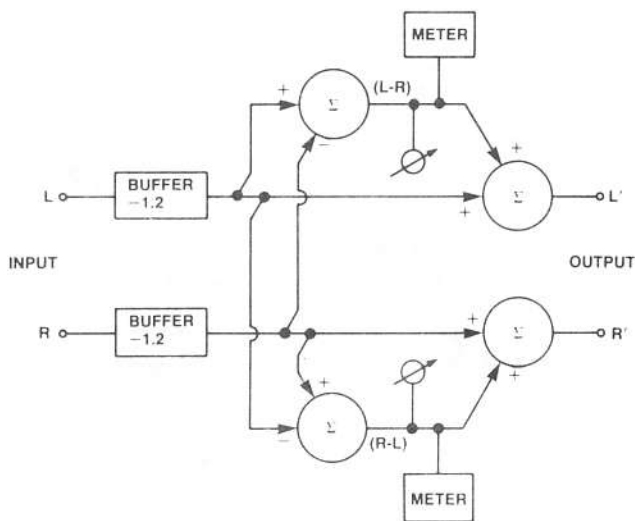 METER
+
Σ
(L-R)
−
+
L
BUFFER
−1.2
+
Σ
L'
INPUT
OUTPUT
R
BUFFER
−1.2
+
Σ
R'
+
+
Σ
−
(R-L)
METER